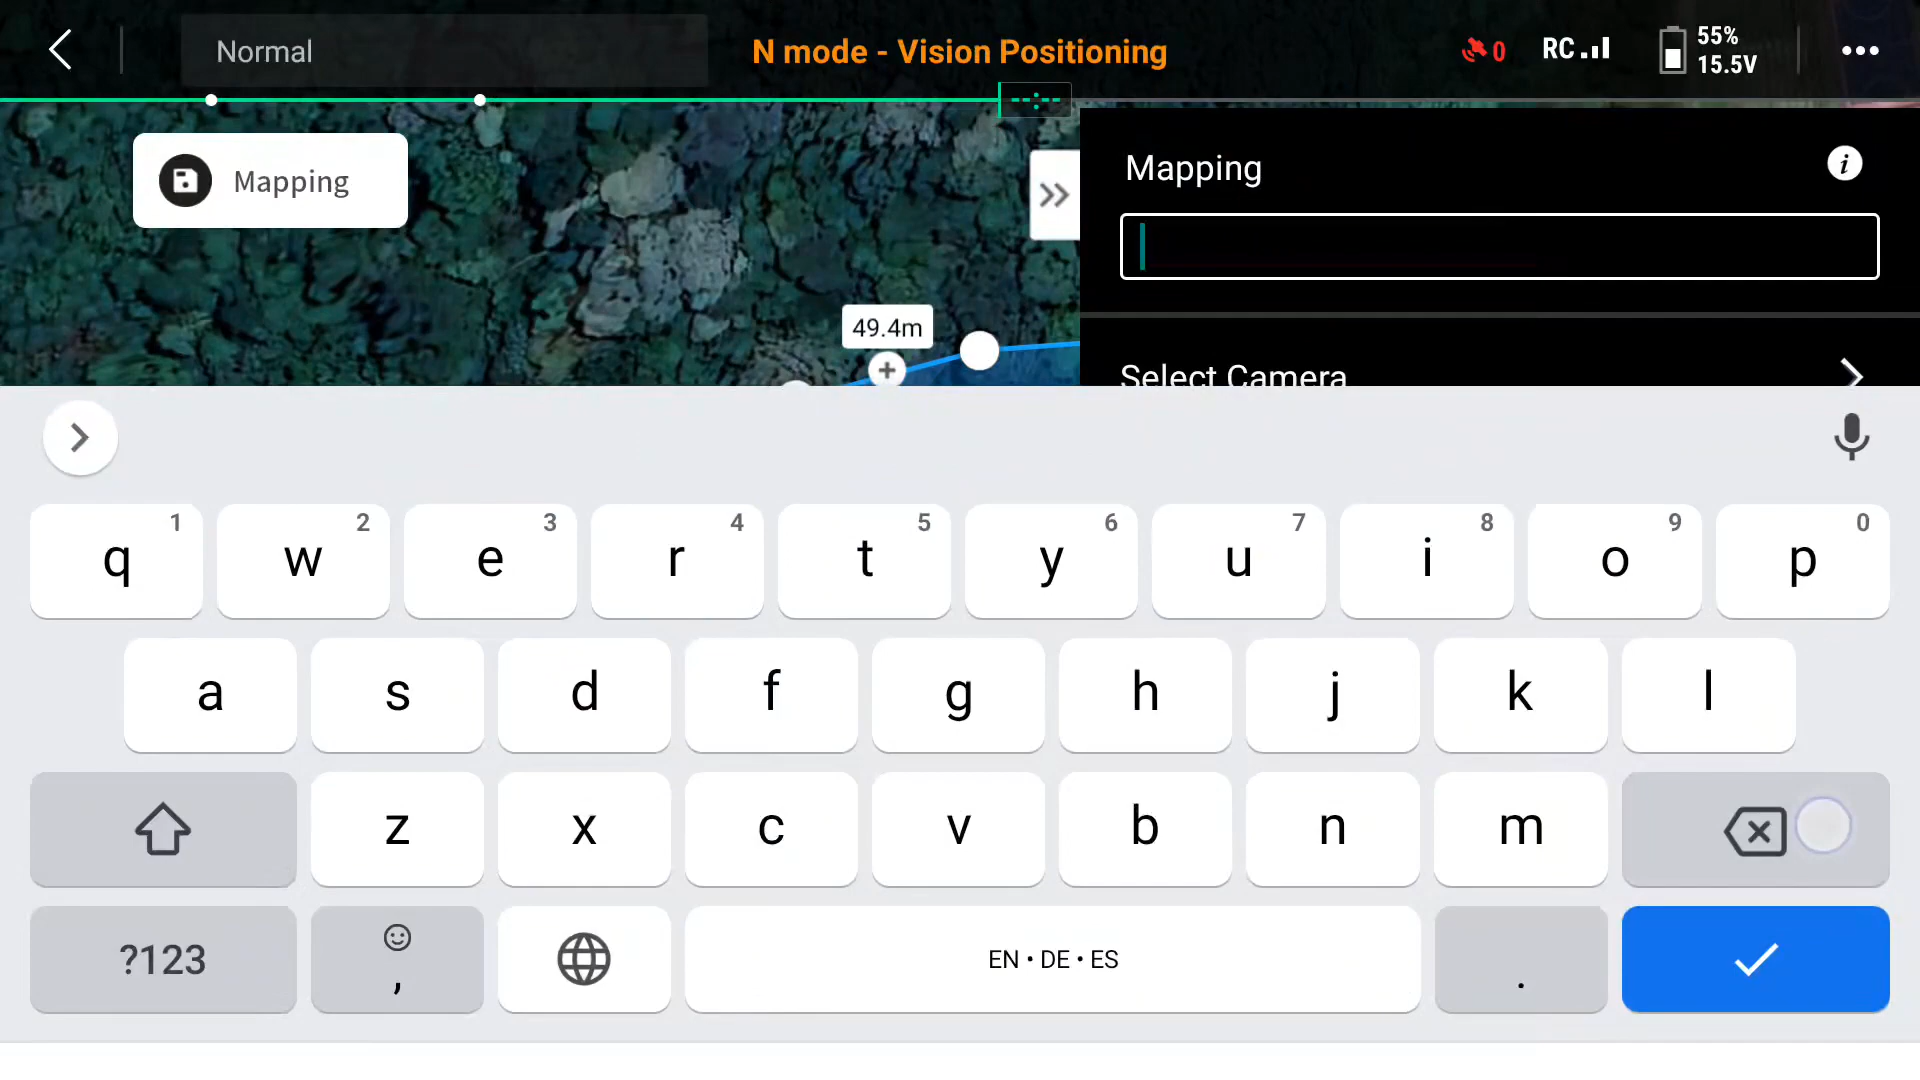 Normal
N mode - Vision Positioning
0
RC
55%
15.5V
Mapping
Mapping
49.4m
Select Camera
q 1 w 2 e 3 r 4 t 5 y 6 u 7 i 8 o 9 p 0
a s d f g h j k l
z x c v b n m
?123 , EN • DE • ES .